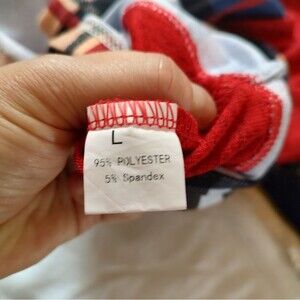 L
95% POLYESTER
5% Spandex